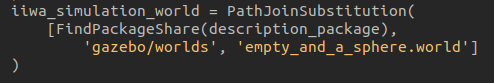 iiwa_simulation_world = PathJoinSubstitution(
    [FindPackageShare(description_package),
        'gazebo/worlds', 'empty_and_a_sphere.world']
)